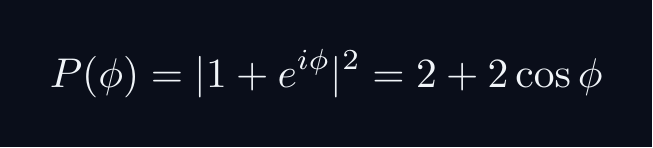 P(ϕ) = |1 + e^{iϕ}|^2 = 2 + 2 cos ϕ